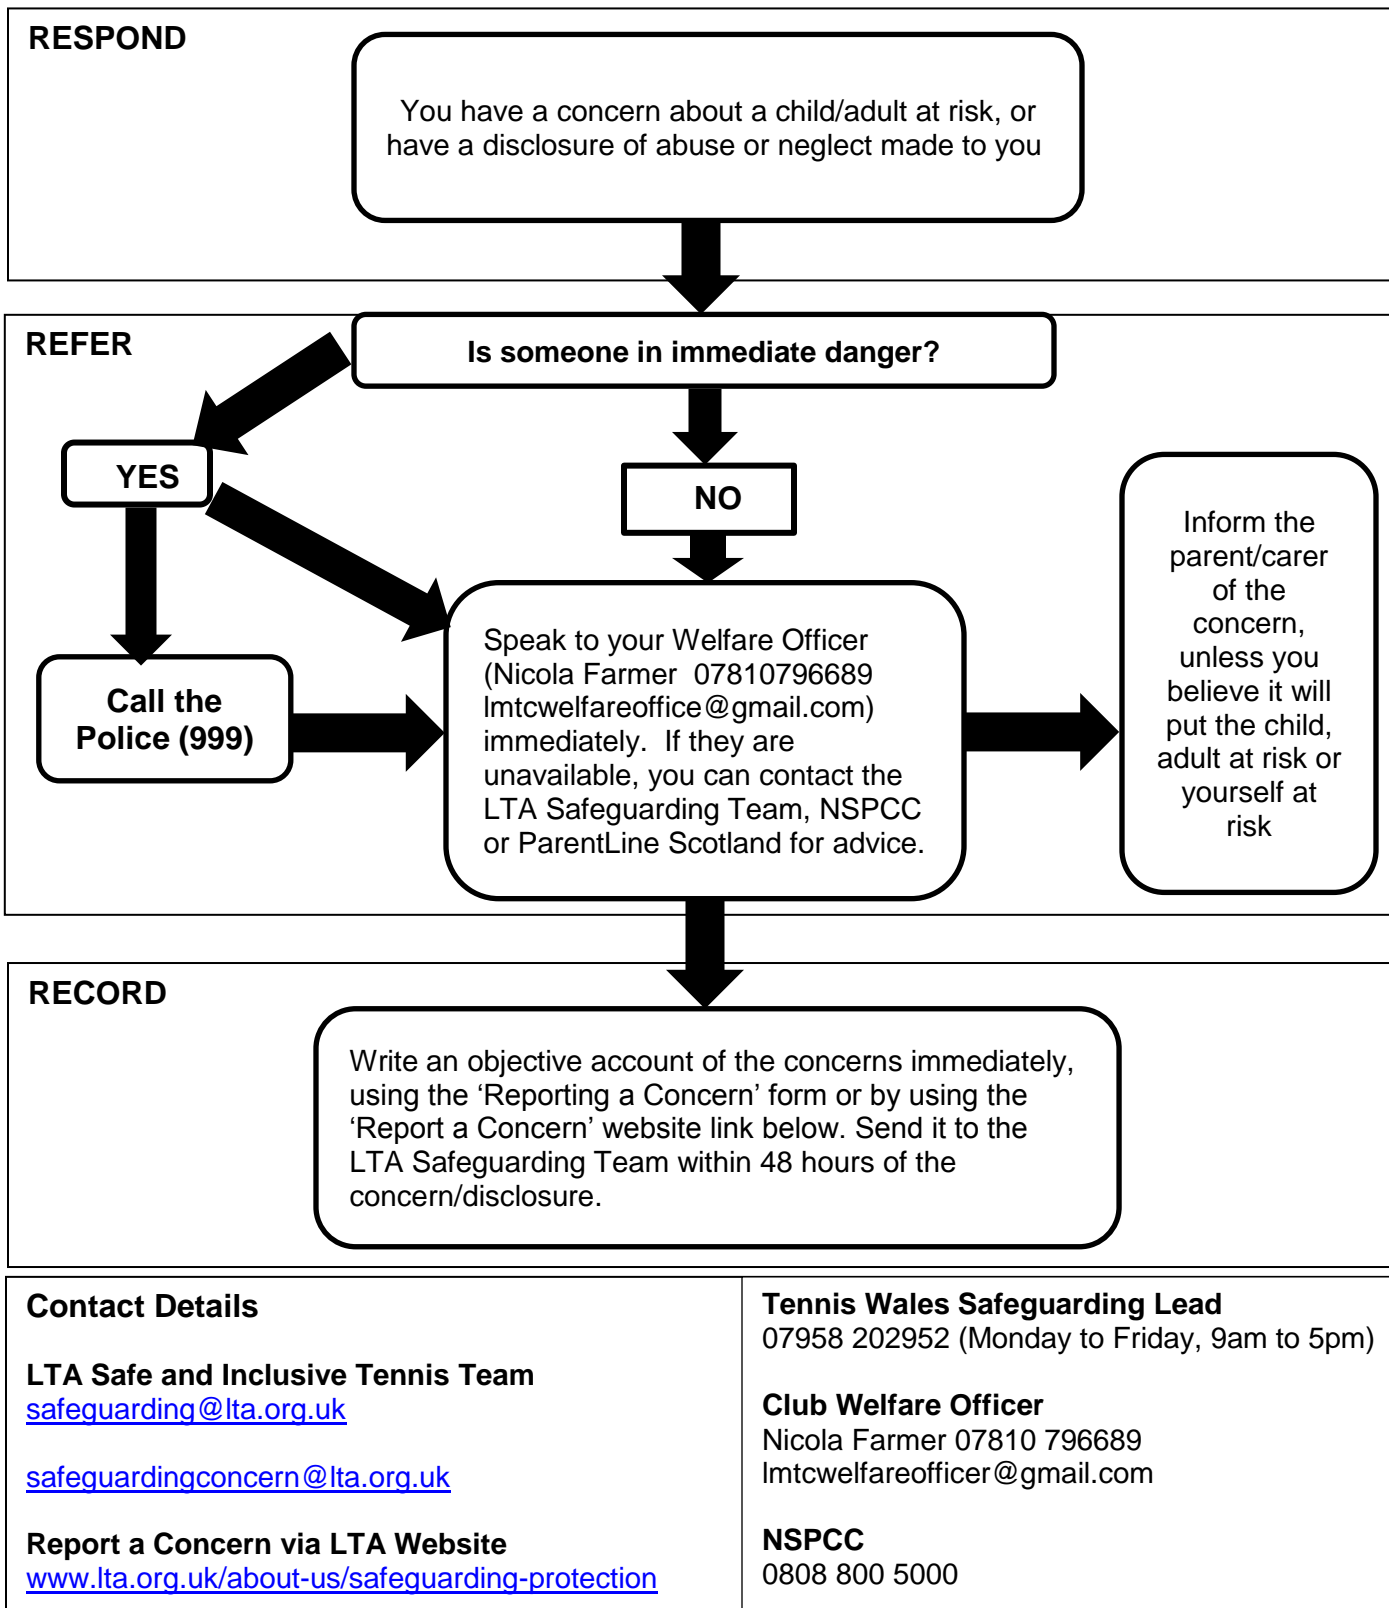 RESPOND
You have a concern about a child/adult at risk, or
have a disclosure of abuse or neglect made to you
REFER
Is someone in immediate danger?
YES
NO
Call the
Police (999)
Speak to your Welfare Officer
(Nicola Farmer  07810796689
lmtcwelfareoffice@gmail.com)
immediately.  If they are
unavailable, you can contact the
LTA Safeguarding Team, NSPCC
or ParentLine Scotland for advice.
Inform the
parent/carer
of the
concern,
unless you
believe it will
put the child,
adult at risk or
yourself at
risk
RECORD
Write an objective account of the concerns immediately,
using the ‘Reporting a Concern’ form or by using the
‘Report a Concern’ website link below. Send it to the
LTA Safeguarding Team within 48 hours of the
concern/disclosure.
Contact Details
LTA Safe and Inclusive Tennis Team
safeguarding@lta.org.uk
safeguardingconcern@lta.org.uk
Report a Concern via LTA Website
www.lta.org.uk/about-us/safeguarding-protection
Tennis Wales Safeguarding Lead
07958 202952 (Monday to Friday, 9am to 5pm)
Club Welfare Officer
Nicola Farmer 07810 796689
lmtcwelfareofficer@gmail.com
NSPCC
0808 800 5000